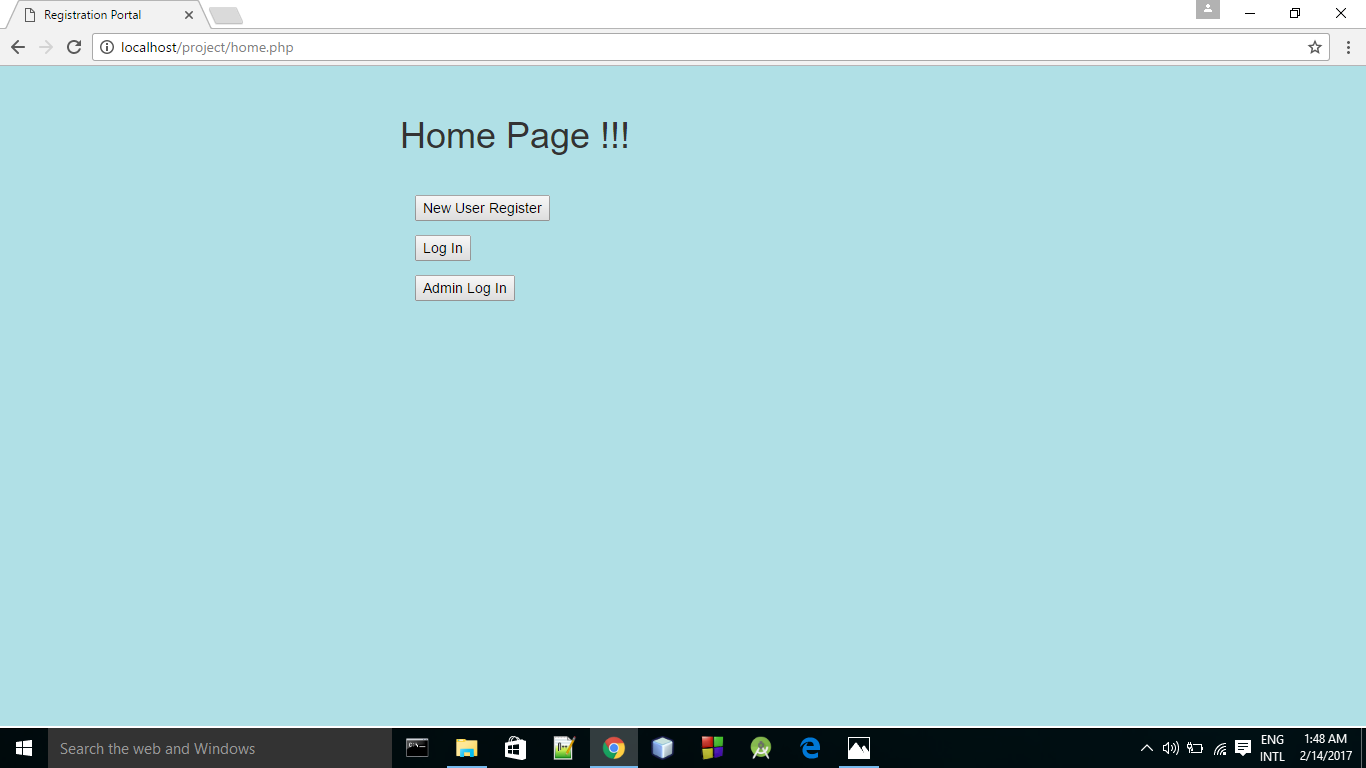 Registration Portal
localhost/project/home.php
Home Page !!!
New User Register
Log In
Admin Log In
Search the web and Windows
ENG
INTL
1:48 AM
2/14/2017